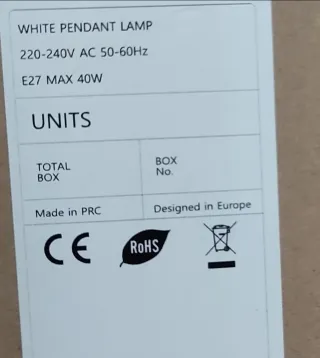 WHITE PENDANT LAMP
220-240V AC 50-60Hz
E27 MAX 40W
UNITS
TOTAL BOX
BOX No.
Made in PRC
Designed in Europe
CE
RoHS